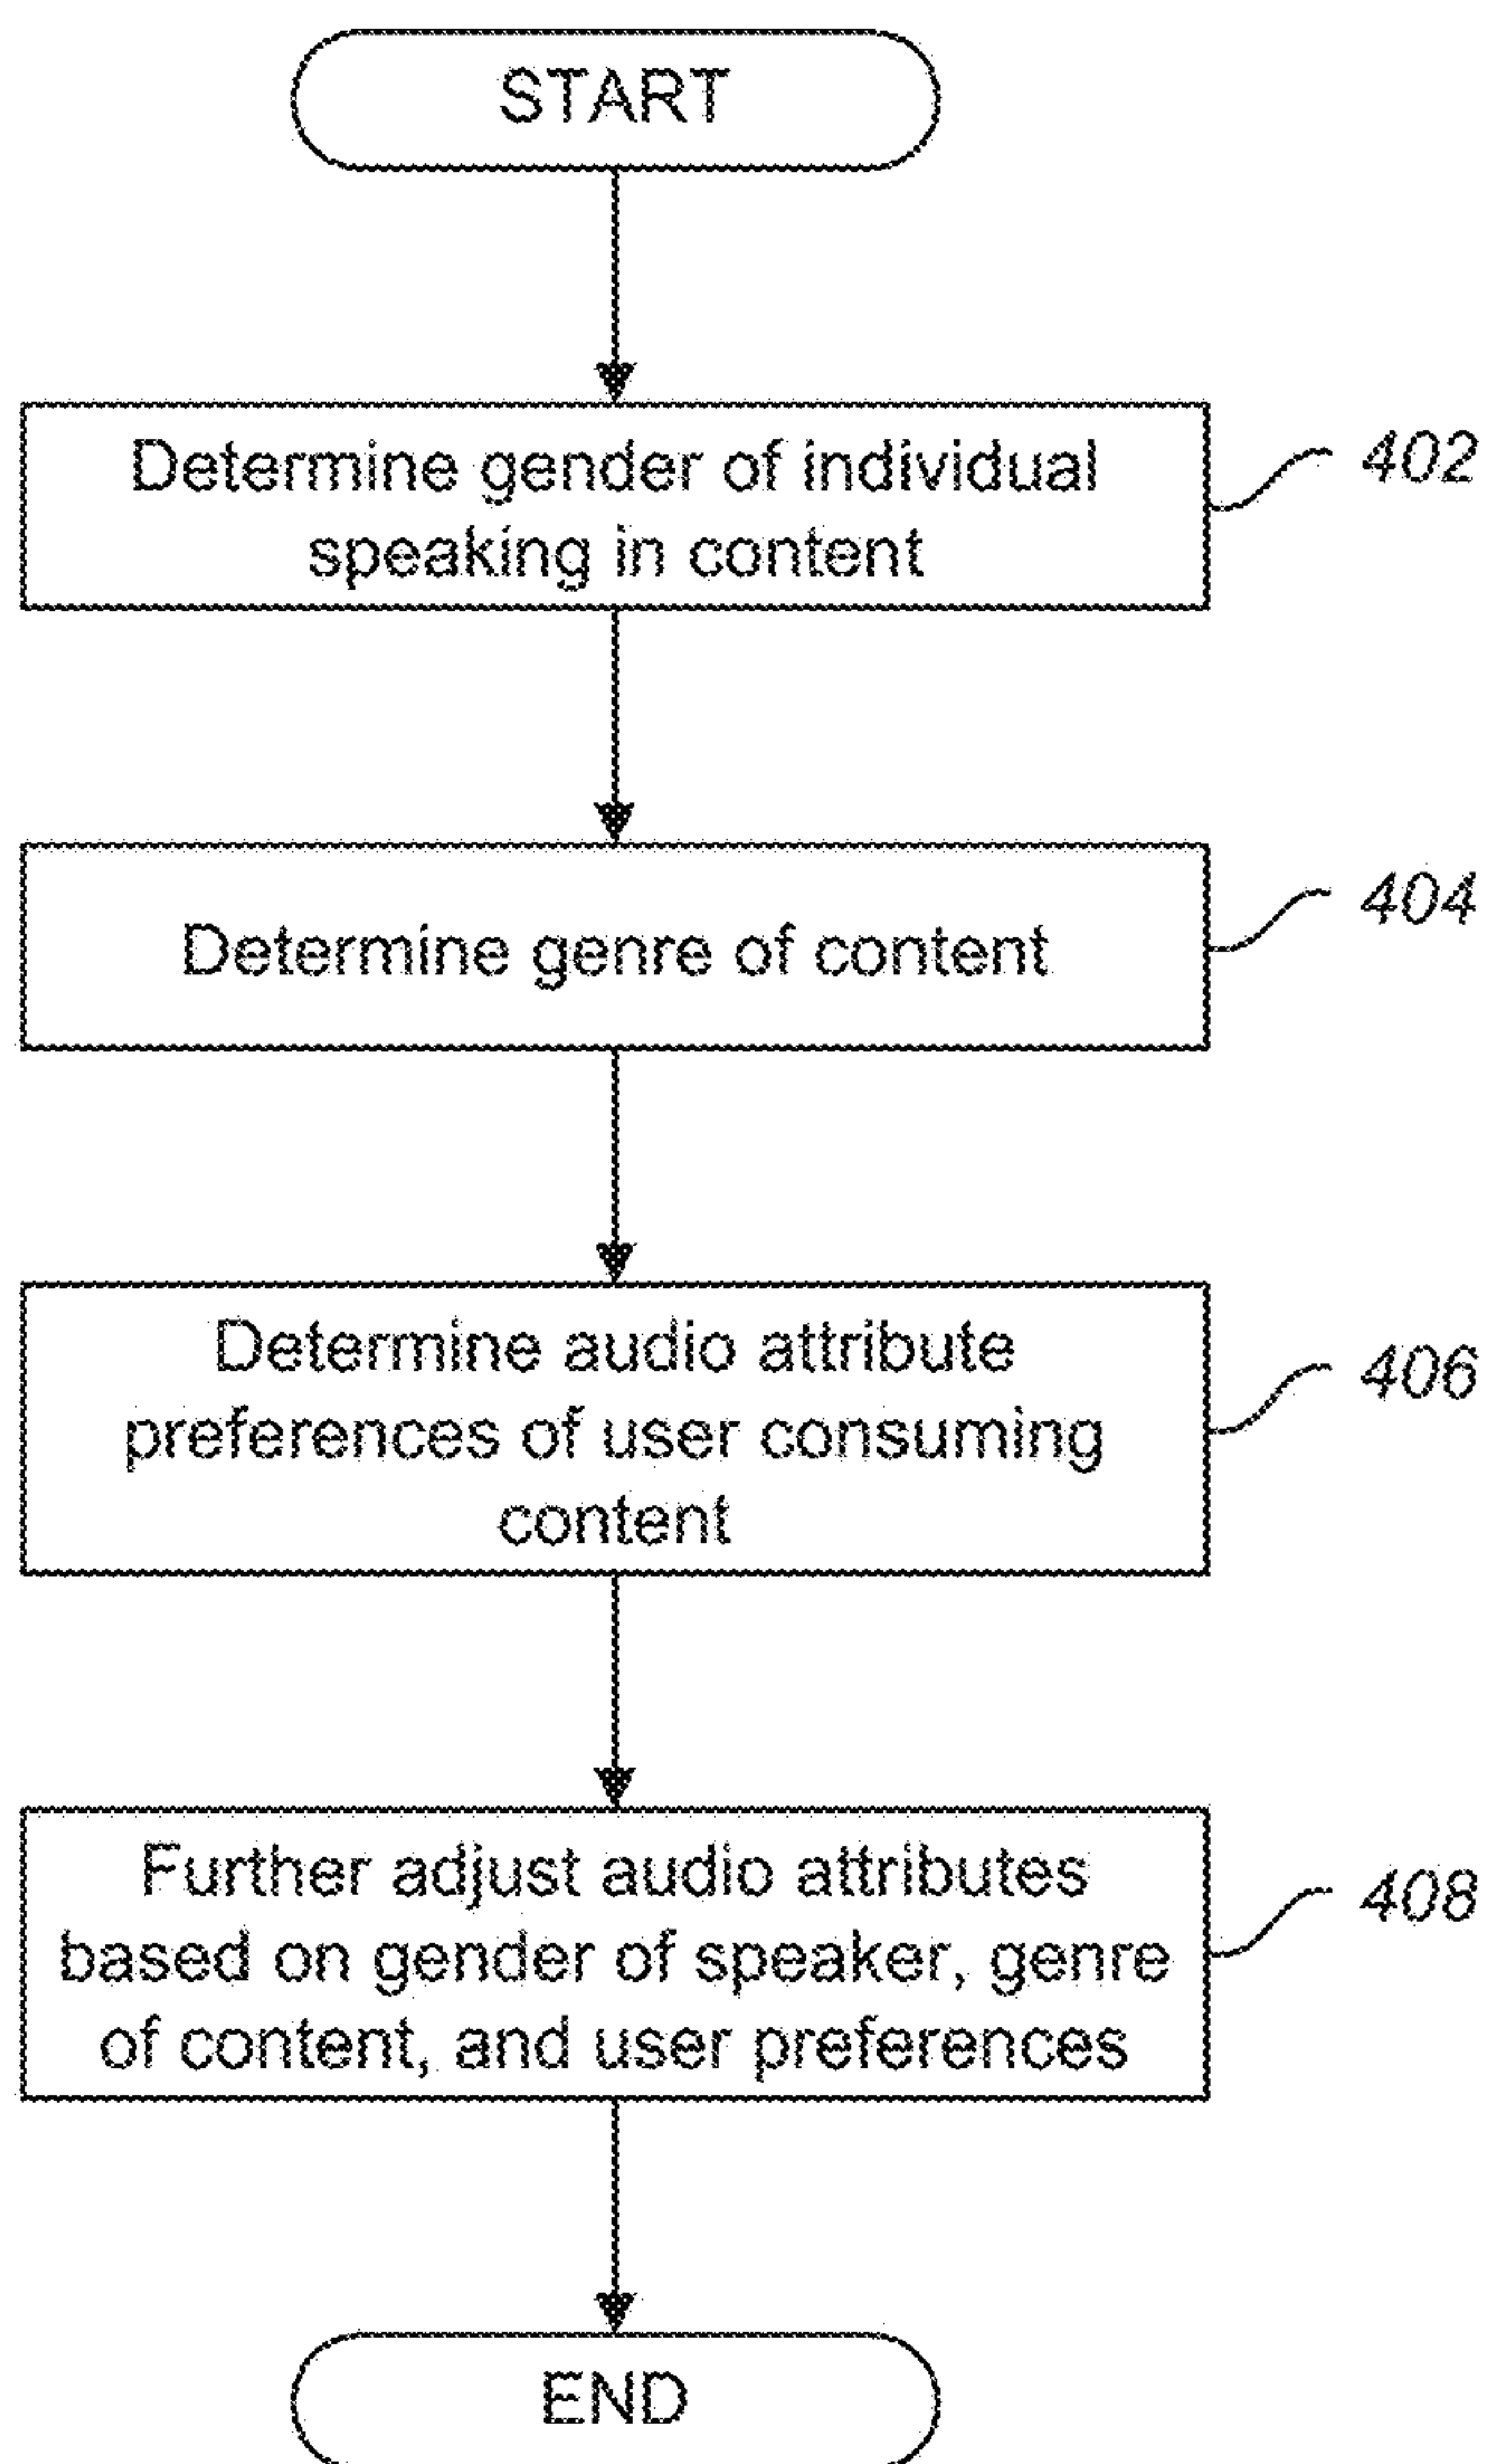 START
Determine gender of individual
speaking in content
402
Determine genre of content
404
Determine audio attribute
preferences of user consuming
content
406
Further adjust audio attributes
based on gender of speaker, genre
of content, and user preferences
408
END